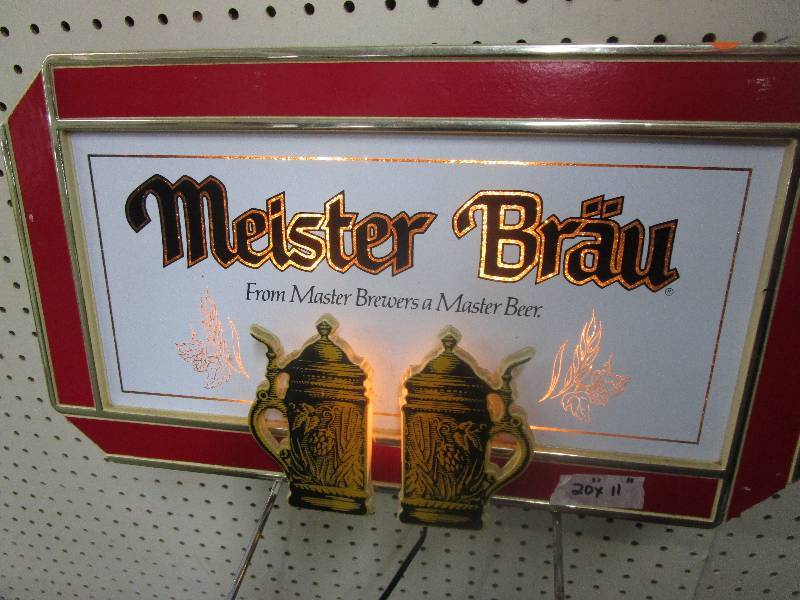 Meister Bräu®
From Master Brewers a Master Beer.
20" x 11"